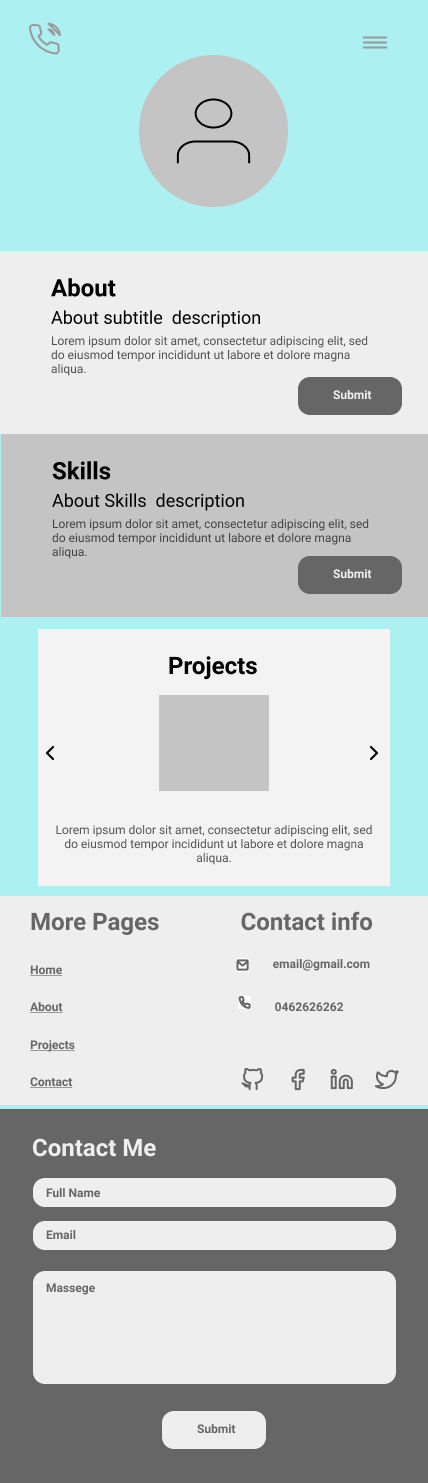 About
About subtitle  description
Lorem ipsum dolor sit amet, consectetur adipiscing elit, sed
do eiusmod tempor incididunt ut labore et dolore magna
aliqua.
Submit
Skills
About Skills  description
Lorem ipsum dolor sit amet, consectetur adipiscing elit, sed
do eiusmod tempor incididunt ut labore et dolore magna
aliqua.
Submit
Projects
Lorem ipsum dolor sit amet, consectetur adipiscing elit, sed
do eiusmod tempor incididunt ut labore et dolore magna
aliqua.
More Pages
Home
About
Projects
Contact
Contact info
email@gmail.com
0462626262
Contact Me
Full Name
Email
Massege
Submit